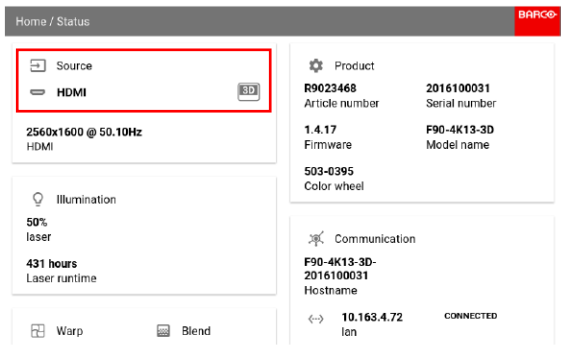 Home / Status
BARCO
Source
HDMI
3D
2560x1600 @ 50.10Hz
HDMI
Illumination
50%
laser
431 hours
Laser runtime
Warp
Blend
Product
R9023468
2016100031
Article number
Serial number
1.4.17
F90-4K13-3D
Firmware
Model name
503-0395
Color wheel
Communication
F90-4K13-3D-
2016100031
Hostname
10.163.4.72
CONNECTED
lan